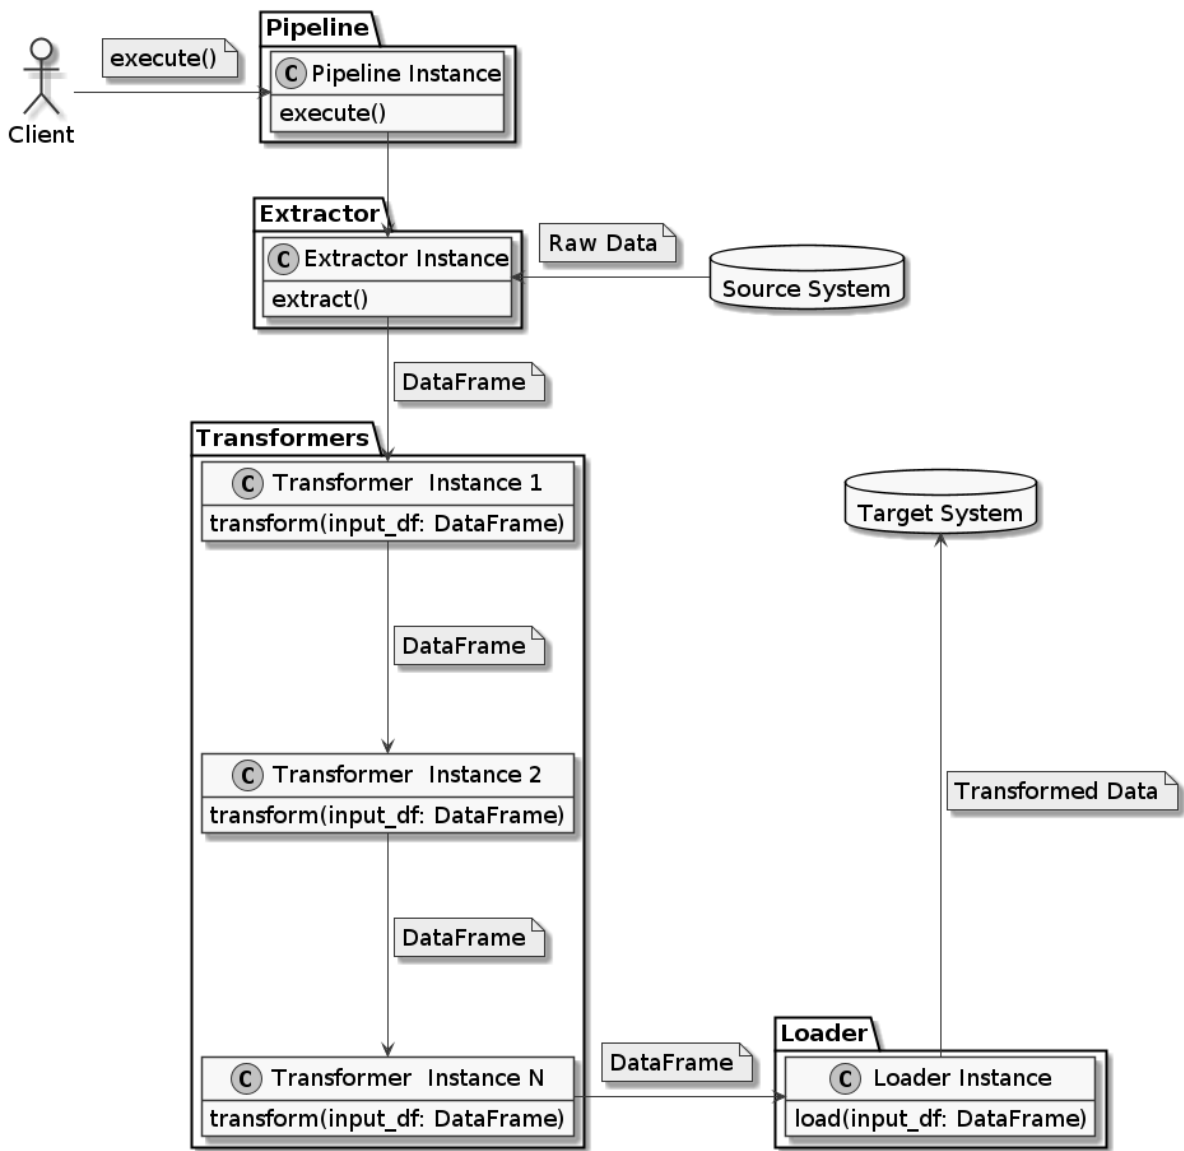 Pipeline
execute()
C Pipeline Instance
execute()
Client
Extractor
C Extractor Instance
extract()
Raw Data
Source System
DataFrame
Transformers
C Transformer  Instance 1
transform(input_df: DataFrame)
Target System
DataFrame
C Transformer  Instance 2
transform(input_df: DataFrame)
Transformed Data
DataFrame
Loader
C Transformer  Instance N
transform(input_df: DataFrame)
DataFrame
C Loader Instance
load(input_df: DataFrame)